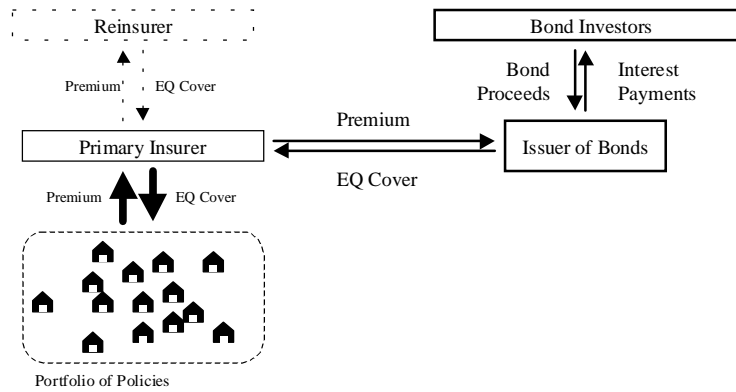 Reinsurer
Bond Investors
Premium
EQ Cover
Bond
Proceeds
Interest
Payments
Primary Insurer
Premium
EQ Cover
Issuer of Bonds
Premium
EQ Cover
Portfolio of Policies